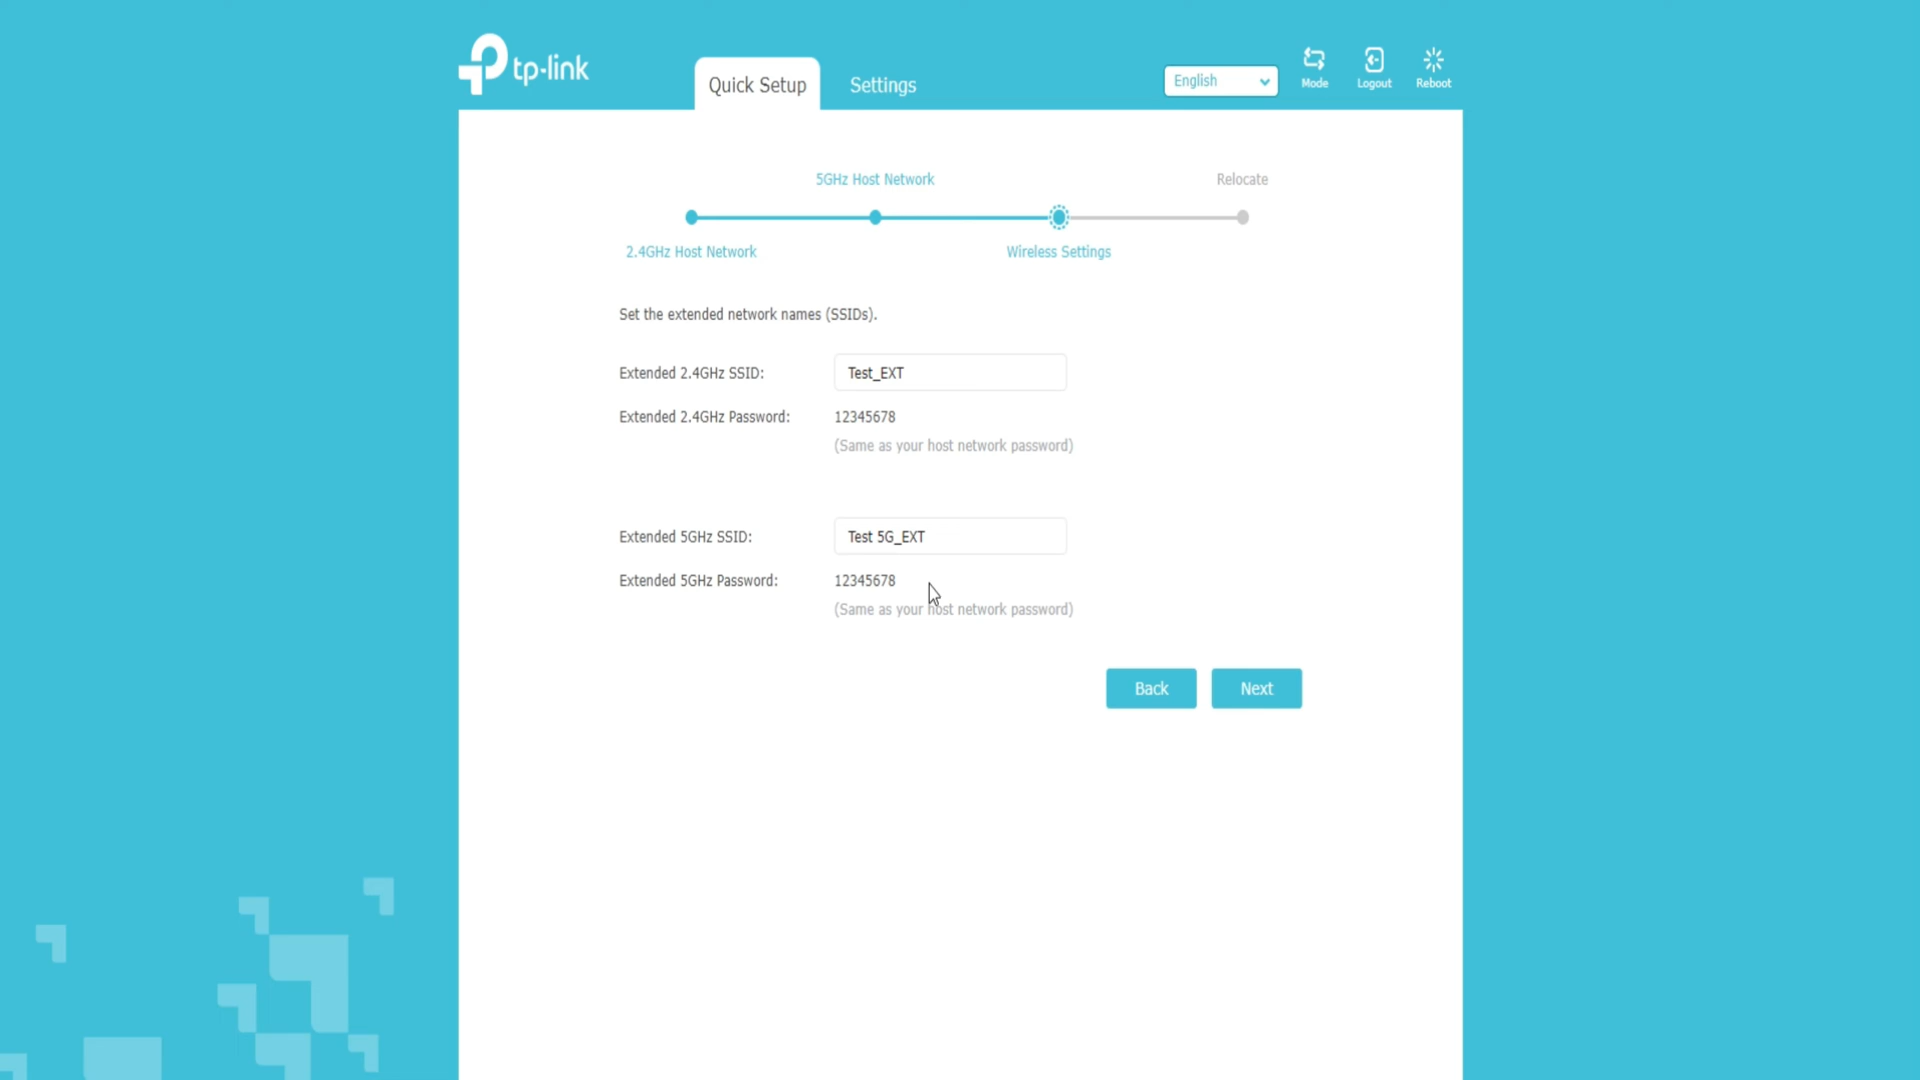 tp-link
Quick Setup
Settings
English
Mode
Logout
Reboot
5GHz Host Network
Relocate
2.4GHz Host Network
Wireless Settings
Set the extended network names (SSIDs).
Extended 2.4GHz SSID:
Test_EXT
Extended 2.4GHz Password:
12345678
(Same as your host network password)
Extended 5GHz SSID:
Test 5G_EXT
Extended 5GHz Password:
12345678
(Same as your host network password)
Back
Next